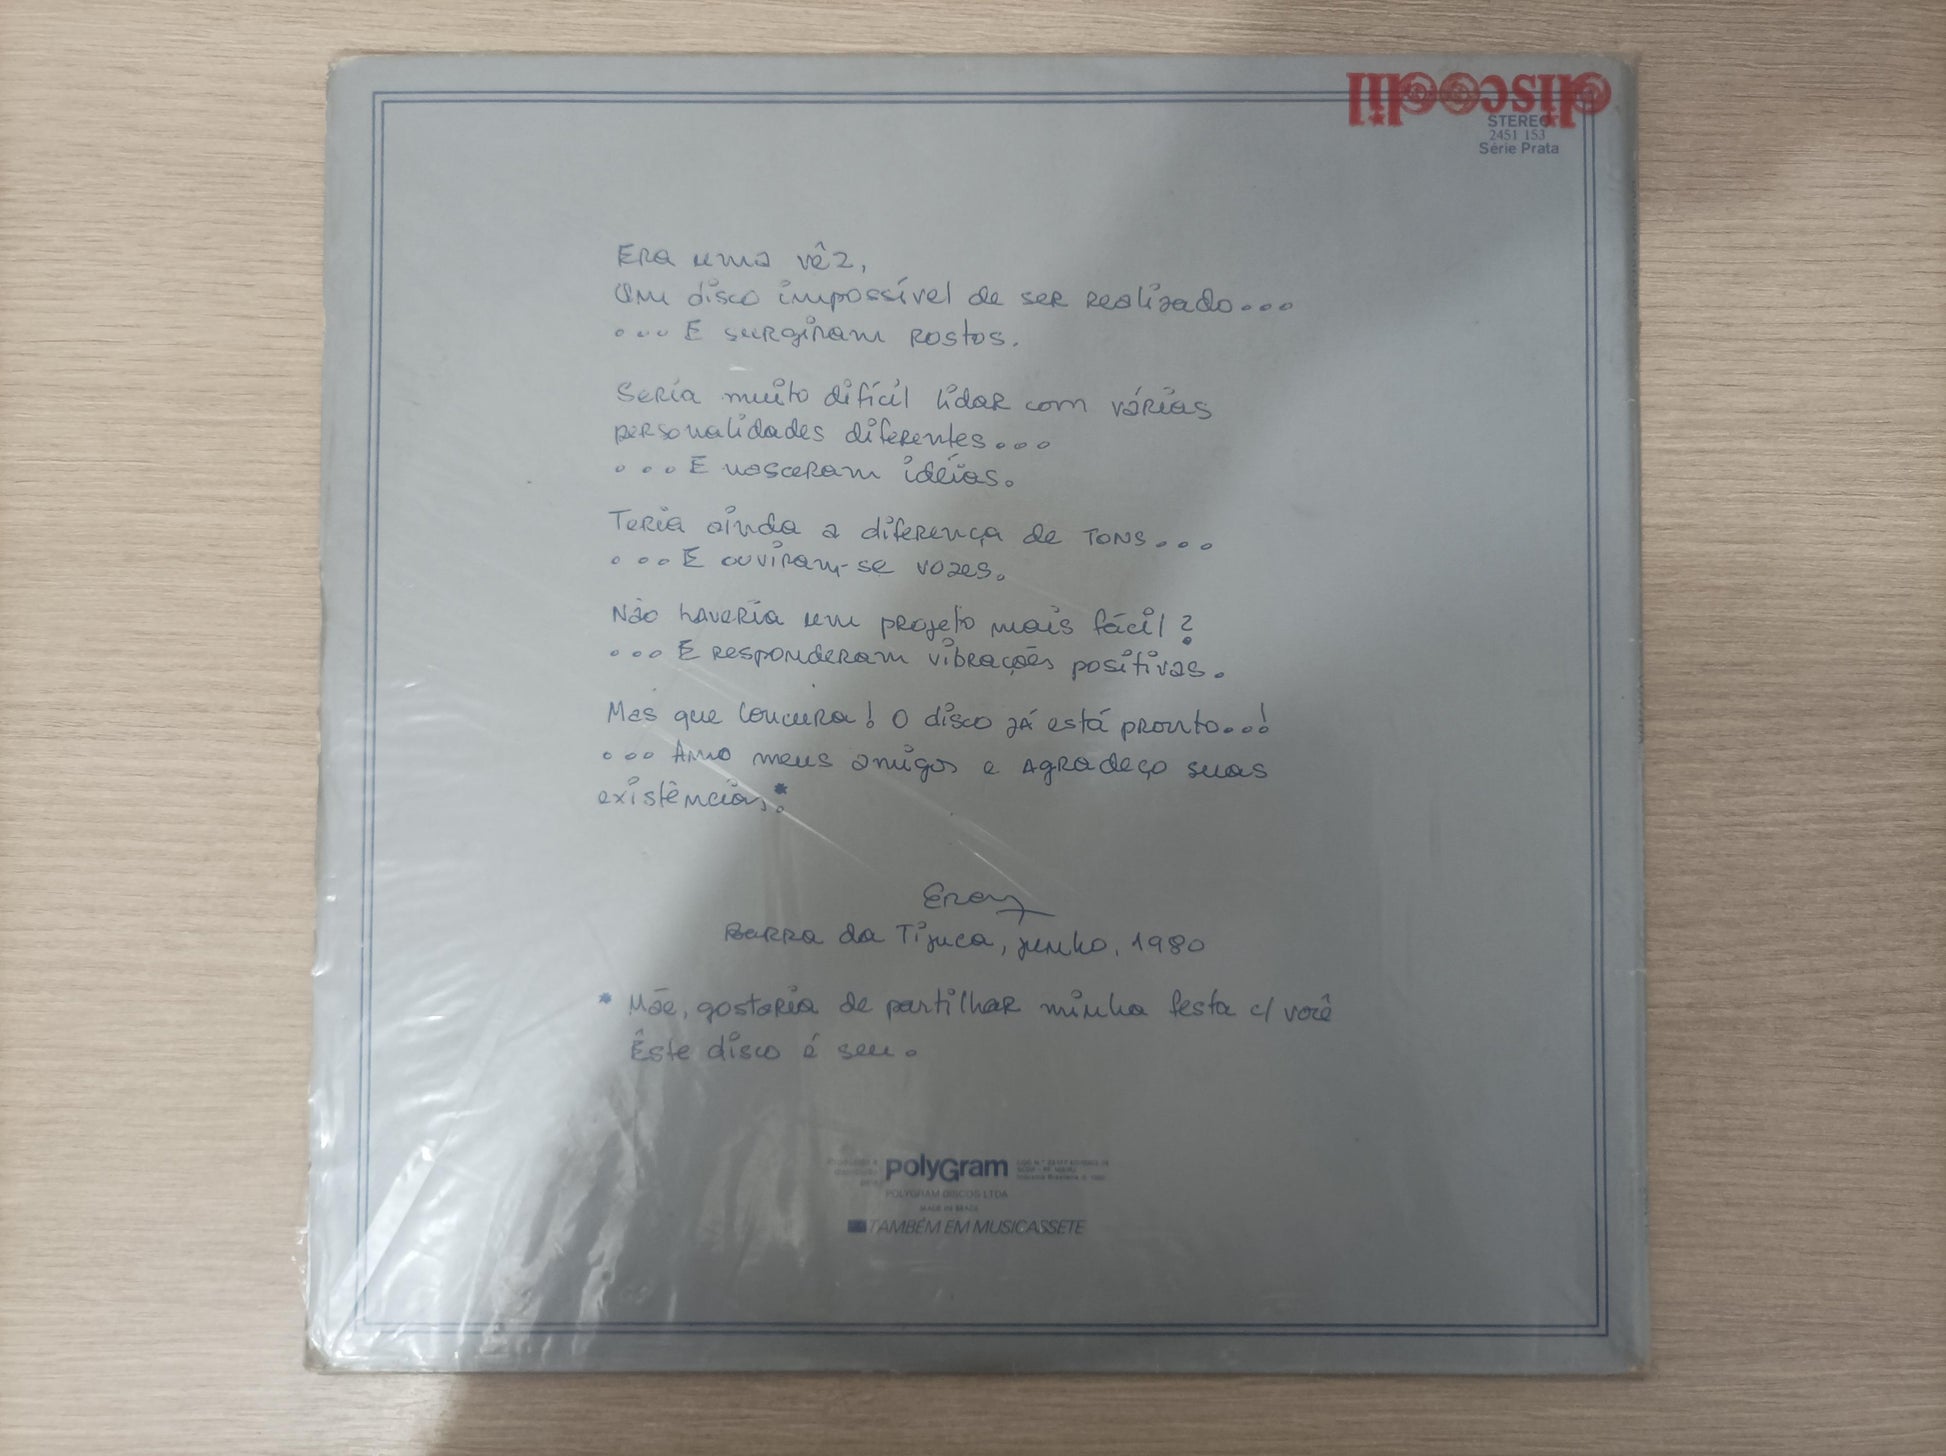 discodil
STEREO
2451 153
Série Prata
Era uma vêz,
Um disco impossível de ser realizado...
... E surgiram rostos.
Seria muito difícil lidar com várias
personalidades diferentes...
... E nasceram idéias.
Teria ainda a diferença de tons...
... E ouviram-se vozes.
Não haveria um projeto mais fácil?
... E responderam vibrações positivas.
Mas que loucura! O disco já está pronto...!
... Amo meus amigos e agradeço suas
existências.*
Barra da Tijuca, junho, 1980
* Mãe, gostaria de partilhar minha festa c/ você
Êste disco é seu.
polyGram
POLYGRAM DISCOS LTDA
MADE IN BRAZIL
TAMBÉM EM MUSICASSETE